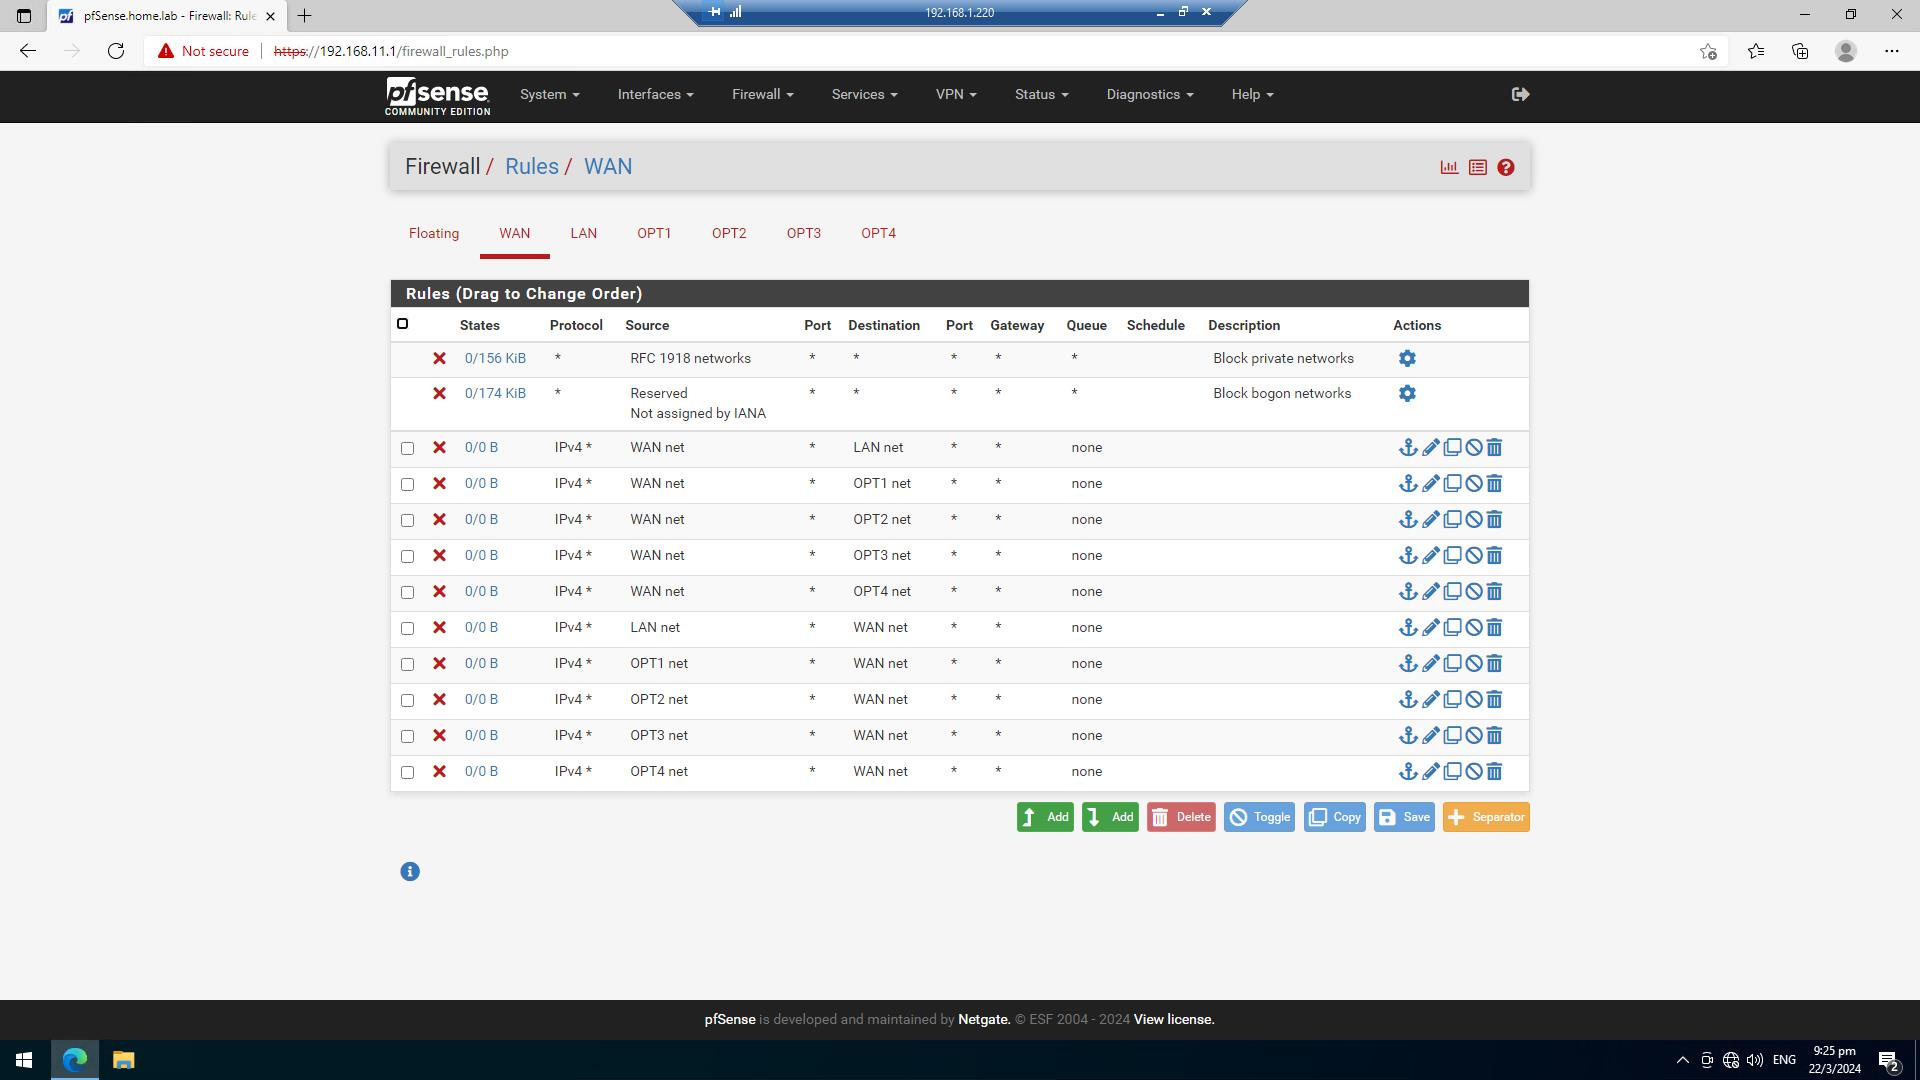 pfSense.home.lab - Firewall: Rule
192.168.1.220
Not secure
https://192.168.11.1/firewall_rules.php
pfsense
COMMUNITY EDITION
System
Interfaces
Firewall
Services
VPN
Status
Diagnostics
Help
Firewall / Rules / WAN
Floating WAN LAN OPT1 OPT2 OPT3 OPT4
Rules (Drag to Change Order)
States Protocol Source Port Destination Port Gateway Queue Schedule Description Actions
0/156 KiB * RFC 1918 networks * * * * * Block private networks
0/174 KiB * Reserved * * * * * Block bogon networks
Not assigned by IANA
0/0 B IPv4 * WAN net * LAN net * * none
0/0 B IPv4 * WAN net * OPT1 net * * none
0/0 B IPv4 * WAN net * OPT2 net * * none
0/0 B IPv4 * WAN net * OPT3 net * * none
0/0 B IPv4 * WAN net * OPT4 net * * none
0/0 B IPv4 * LAN net * WAN net * * none
0/0 B IPv4 * OPT1 net * WAN net * * none
0/0 B IPv4 * OPT2 net * WAN net * * none
0/0 B IPv4 * OPT3 net * WAN net * * none
0/0 B IPv4 * OPT4 net * WAN net * * none
Add Add Delete Toggle Copy Save Separator
pfSense is developed and maintained by Netgate. © ESF 2004 - 2024 View license.
ENG
9:25 pm
22/3/2024
2